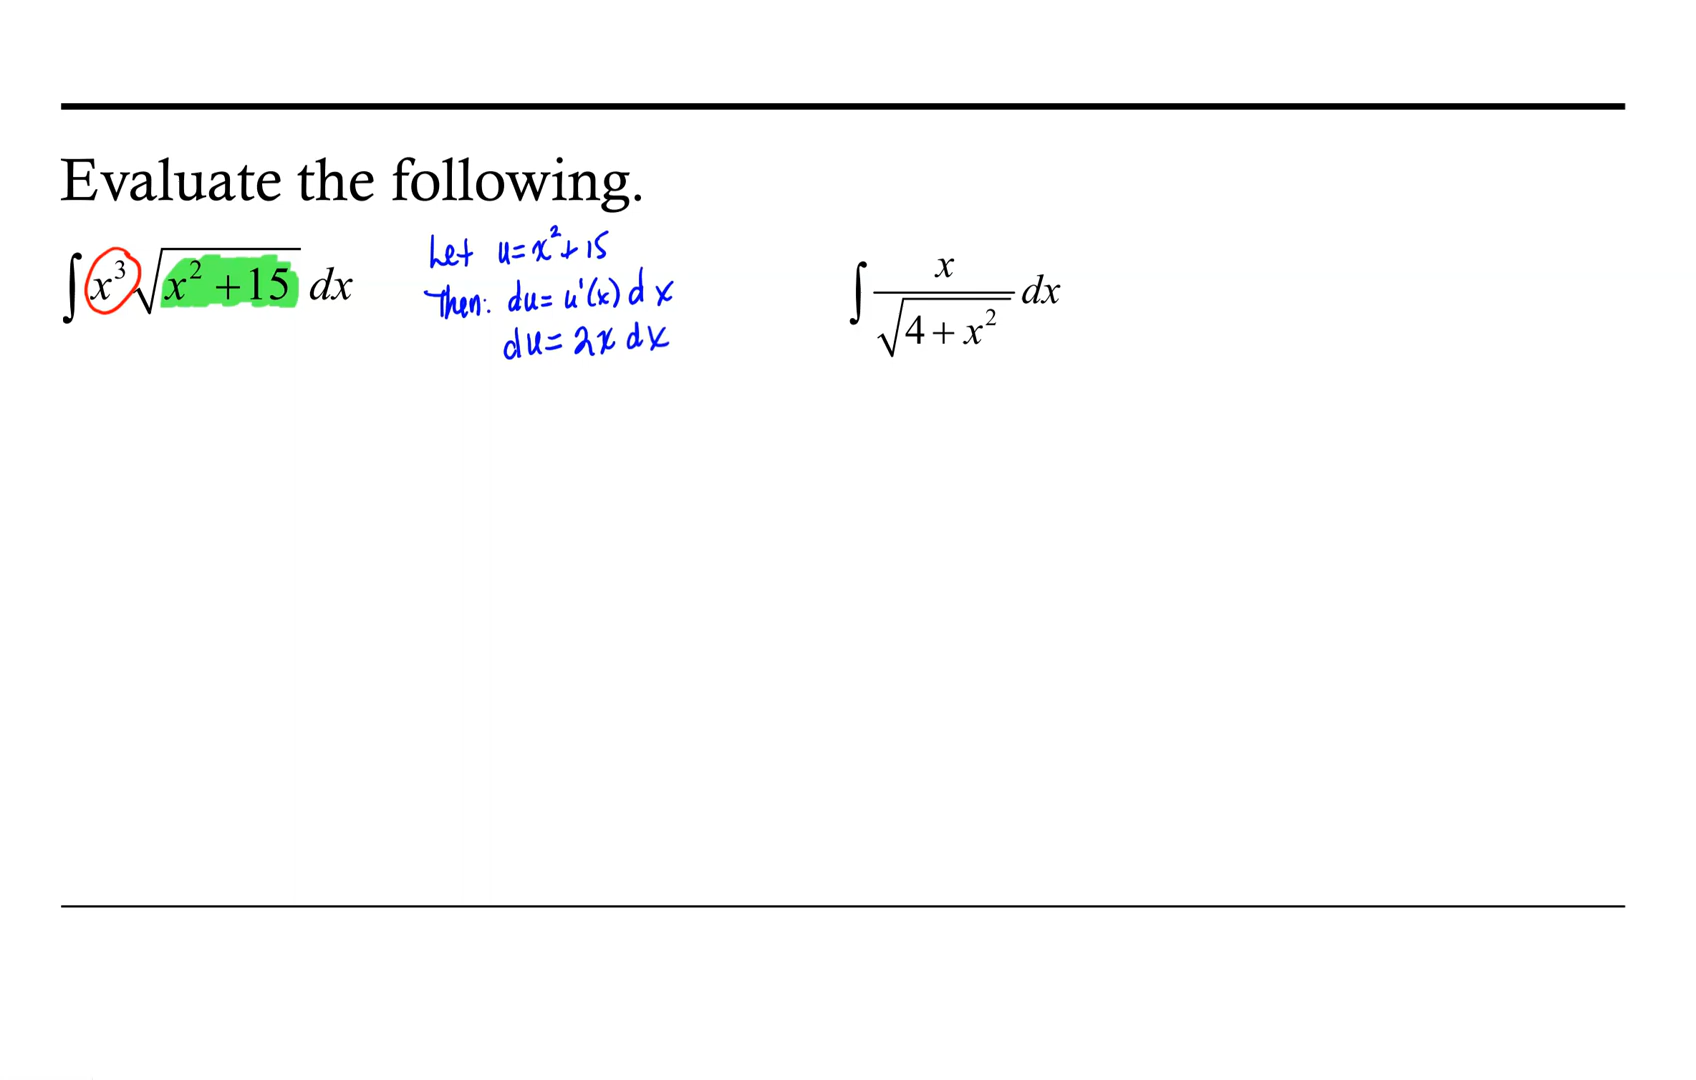 Evaluate the following.
∫ x³ √(x² + 15) dx
Let u = x² + 15
Then: du = u'(x) dx
du = 2x dx
∫ x / √(4 + x²) dx